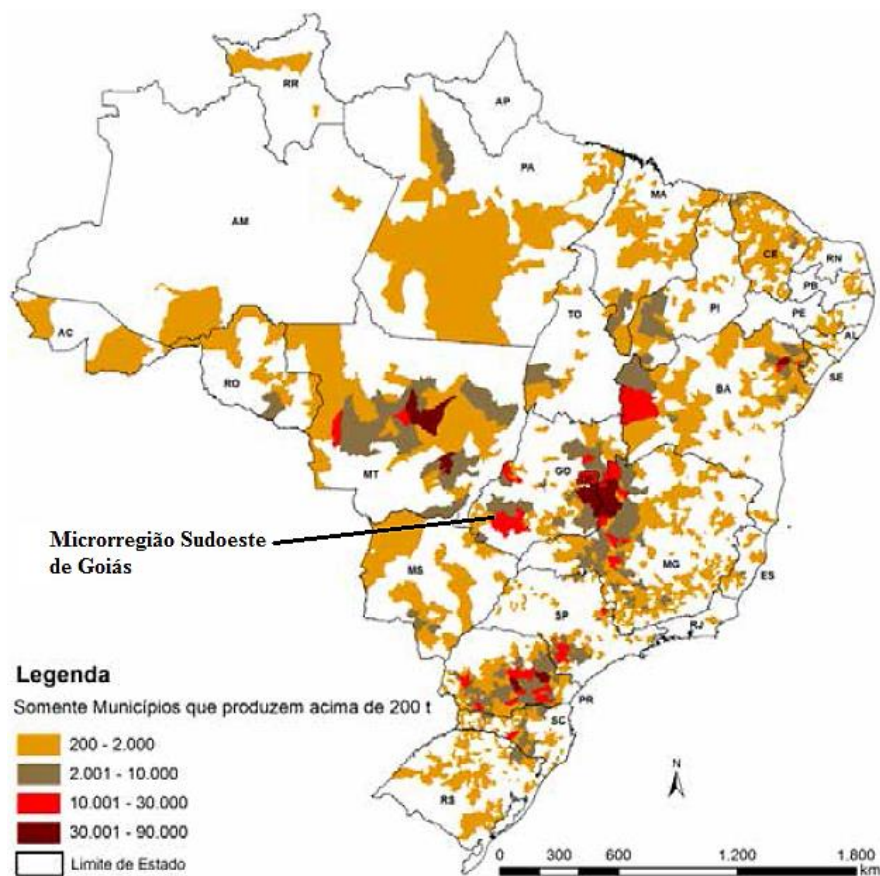 RR
AP
AM
PA
MA
CE
RN
PB
PE
AL
SE
PI
TO
AC
RO
BA
MT
GO
Microrregião Sudoeste
de Goiás
MS
MG
ES
SP
RJ
PR
SC
RS
Legenda
Somente Municípios que produzem acima de 200 t
200 - 2.000
2.001 - 10.000
10.001 - 30.000
30.001 - 90.000
Limite de Estado
N
0 300 600 1.200 1.800
km